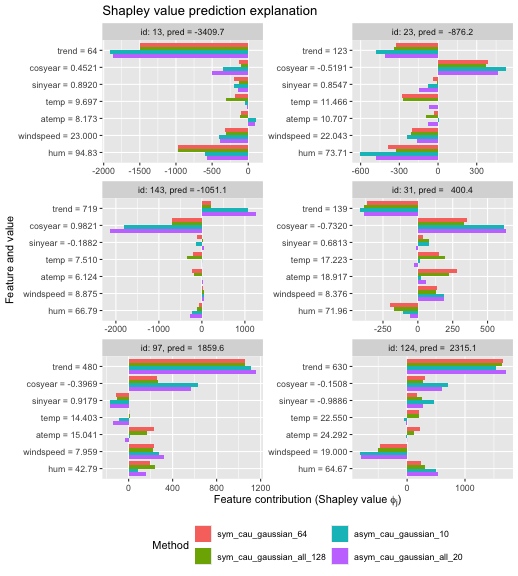 Shapley value prediction explanation
id: 13, pred = -3409.7
id: 23, pred = -876.2
trend = 64
cosyear = 0.4521
sinyear = 0.8920
temp = 9.697
atemp = 8.173
windspeed = 23.000
hum = 94.83
-2000 -1500 -1000 -500 0
trend = 123
cosyear = -0.5191
sinyear = 0.8547
temp = 11.466
atemp = 10.707
windspeed = 22.043
hum = 73.71
-600 -300 0 300
id: 143, pred = -1051.1
id: 31, pred = 400.4
trend = 719
cosyear = 0.9821
sinyear = -0.1882
temp = 7.510
atemp = 6.124
windspeed = 8.875
hum = 66.79
-2000 -1000 0 1000
trend = 139
cosyear = -0.7320
sinyear = 0.6813
temp = 17.223
atemp = 18.917
windspeed = 8.376
hum = 71.96
-250 0 250 500
id: 97, pred = 1859.6
id: 124, pred = 2315.1
trend = 480
cosyear = -0.3969
sinyear = 0.9179
temp = 14.403
atemp = 15.041
windspeed = 7.959
hum = 42.79
0 400 800 1200
trend = 630
cosyear = -0.1508
sinyear = -0.9886
temp = 22.550
atemp = 24.292
windspeed = 19.000
hum = 64.67
0 1000
Feature and value
Feature contribution (Shapley value ϕj)
Method
sym_cau_gaussian_64
sym_cau_gaussian_all_128
asym_cau_gaussian_10
asym_cau_gaussian_all_20